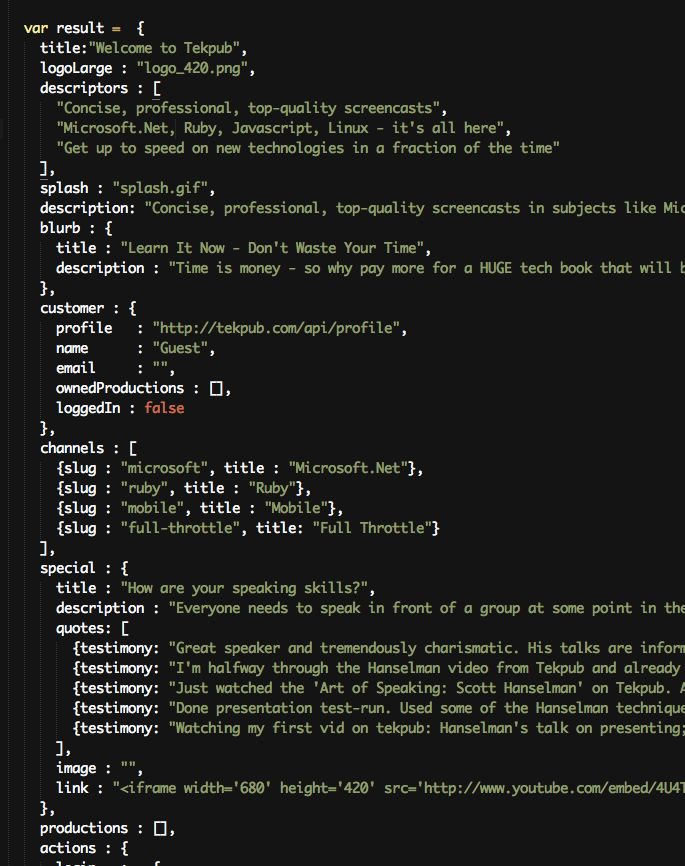 var result =  {
  title:"Welcome to Tekpub",
  logoLarge : "logo_420.png",
  descriptors : [
    "Concise, professional, top-quality screencasts",
    "Microsoft.Net, Ruby, Javascript, Linux - it's all here",
    "Get up to speed on new technologies in a fraction of the time"
  ],
  splash : "splash.gif",
  description: "Concise, professional, top-quality screencasts in subjects like Mic
  blurb : {
    title : "Learn It Now - Don't Waste Your Time",
    description : "Time is money - so why pay more for a HUGE tech book that will b
  },
  customer : {
    profile   : "http://tekpub.com/api/profile",
    name      : "Guest",
    email     : "",
    ownedProductions : [],
    loggedIn : false
  },
  channels : [
    {slug : "microsoft", title : "Microsoft.Net"},
    {slug : "ruby", title : "Ruby"},
    {slug : "mobile", title : "Mobile"},
    {slug : "full-throttle", title: "Full Throttle"}
  ],
  special : {
    title : "How are your speaking skills?",
    description : "Everyone needs to speak in front of a group at some point in the
    quotes: [
      {testimony: "Great speaker and tremendously charismatic. His talks are inform
      {testimony: "I'm halfway through the Hanselman video from Tekpub and already
      {testimony: "Just watched the 'Art of Speaking: Scott Hanselman' on Tekpub. A
      {testimony: "Done presentation test-run. Used some of the Hanselman technique
      {testimony: "Watching my first vid on tekpub: Hanselman's talk on presenting;
    ],
    image : "",
    link : "<iframe width='680' height='420' src='http://www.youtube.com/embed/4U4T
  },
  productions : [],
  actions : {